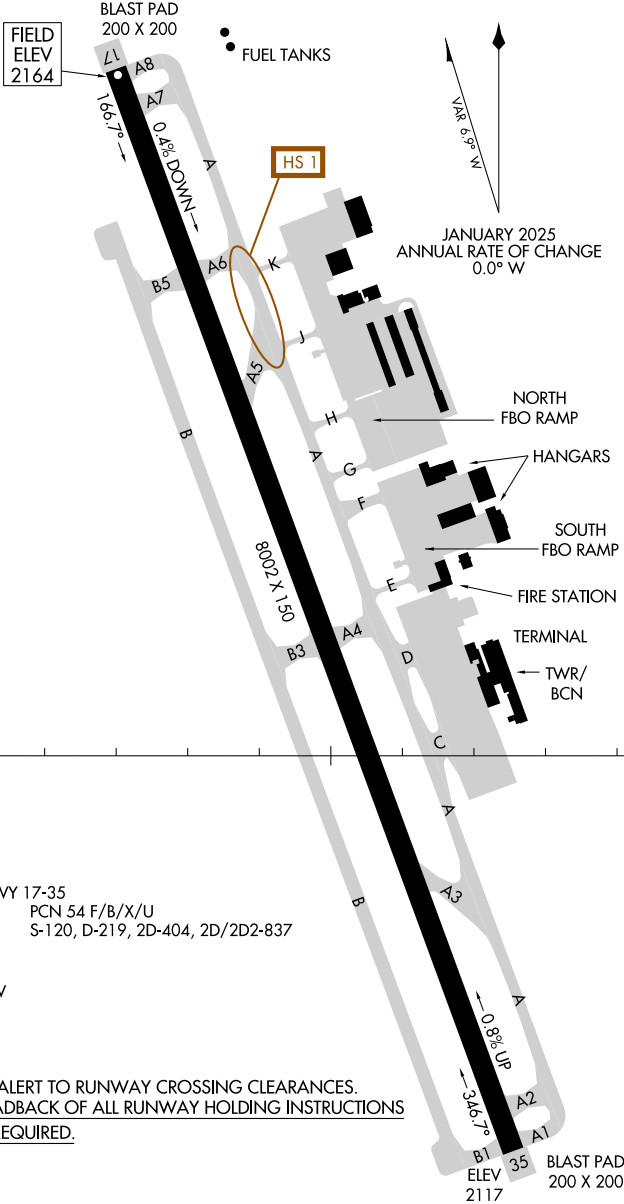 BLAST PAD
200 X 200
FIELD
ELEV
2164
17
A8
FUEL TANKS
A7
166.7°
0.4% DOWN
A
VAR 6.9° W
HS 1
JANUARY 2025
ANNUAL RATE OF CHANGE
0.0° W
K
A6
B5
J
A5
NORTH
FBO RAMP
H
B
A
HANGARS
G
F
SOUTH
FBO RAMP
8002 X 150
E
FIRE STATION
A4
TERMINAL
B3
D
TWR/
BCN
C
A
VY 17-35
A3
PCN 54 F/B/X/U
B
S-120, D-219, 2D-404, 2D/2D2-837
V
A
0.8% UP
ALERT TO RUNWAY CROSSING CLEARANCES.
ADBACK OF ALL RUNWAY HOLDING INSTRUCTIONS
EQUIRED.
346.7°
A2
A1
B1
35
ELEV
2117
BLAST PAD
200 X 200